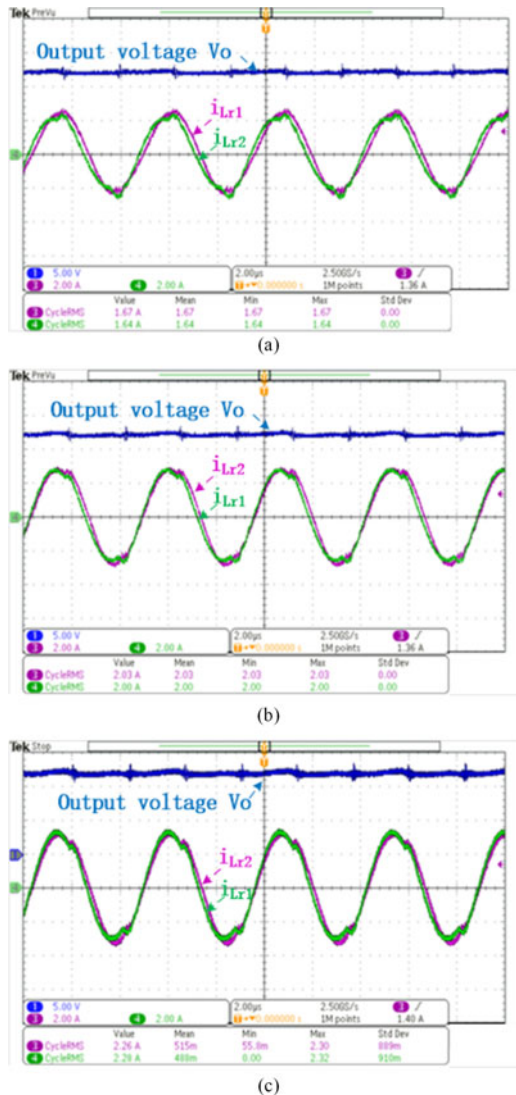 Tek PreVu
Output voltage Vo
iLr1
iLr2
1 5.00 V
3 2.00 A 4 2.00 A
2.00µs 2.50GS/s 3
T→▼0.000000 s 1M points 1.36 A
Value Mean Min Max Std Dev
3 CycleRMS 1.67 A 1.67 1.67 1.67 0.00
4 CycleRMS 1.64 A 1.64 1.64 1.64 0.00
(a)
Tek PreVu
Output voltage Vo
iLr2
iLr1
1 5.00 V
3 2.00 A 4 2.00 A
2.00µs 2.50GS/s 3
T→▼0.000000 s 1M points 1.36 A
Value Mean Min Max Std Dev
3 CycleRMS 2.03 A 2.03 2.03 2.03 0.00
4 CycleRMS 2.00 A 2.00 2.00 2.00 0.00
(b)
Tek Stop
Output voltage Vo
iLr2
iLr1
1 5.00 V
3 2.00 A 4 2.00 A
2.00µs 2.50GS/s 3
T→▼0.000000 s 1M points 1.40 A
Value Mean Min Max Std Dev
3 CycleRMS 2.26 A 515m 55.8m 2.30 889m
4 CycleRMS 2.28 A 488m 0.00 2.32 910m
(c)